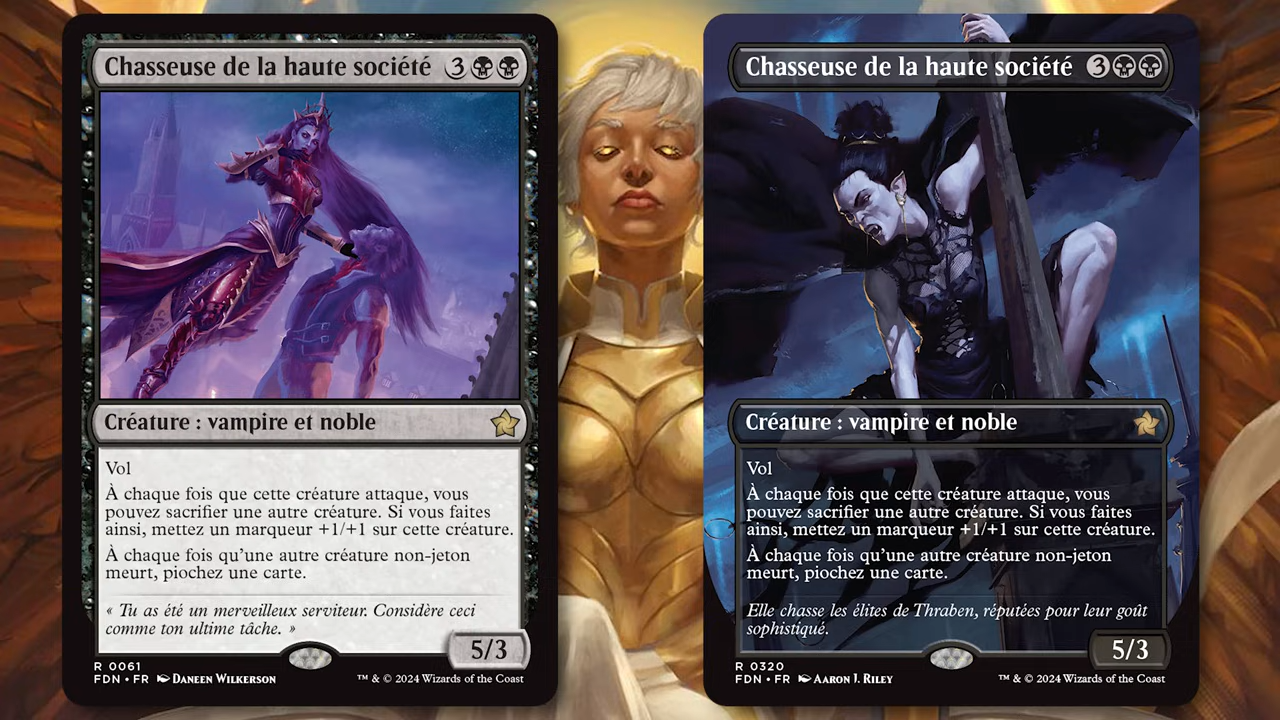 Chasseuse de la haute société 3
Créature : vampire et noble
Vol
À chaque fois que cette créature attaque, vous
pouvez sacrifier une autre créature. Si vous faites
ainsi, mettez un marqueur +1/+1 sur cette créature.
À chaque fois qu'une autre créature non-jeton
meurt, piochez une carte.
« Tu as été un merveilleux serviteur. Considère ceci
comme ton ultime tâche. »
5/3
R 0061
FDN • FR Daneen Wilkerson
™ & © 2024 Wizards of the Coast
Chasseuse de la haute société 3
Créature : vampire et noble
Vol
À chaque fois que cette créature attaque, vous
pouvez sacrifier une autre créature. Si vous faites
ainsi, mettez un marqueur +1/+1 sur cette créature.
À chaque fois qu'une autre créature non-jeton
meurt, piochez une carte.
Elle chasse les élites de Thraben, réputées pour leur goût
sophistiqué.
5/3
R 0320
FDN • FR Aaron J. Riley
™ & © 2024 Wizards of the Coast